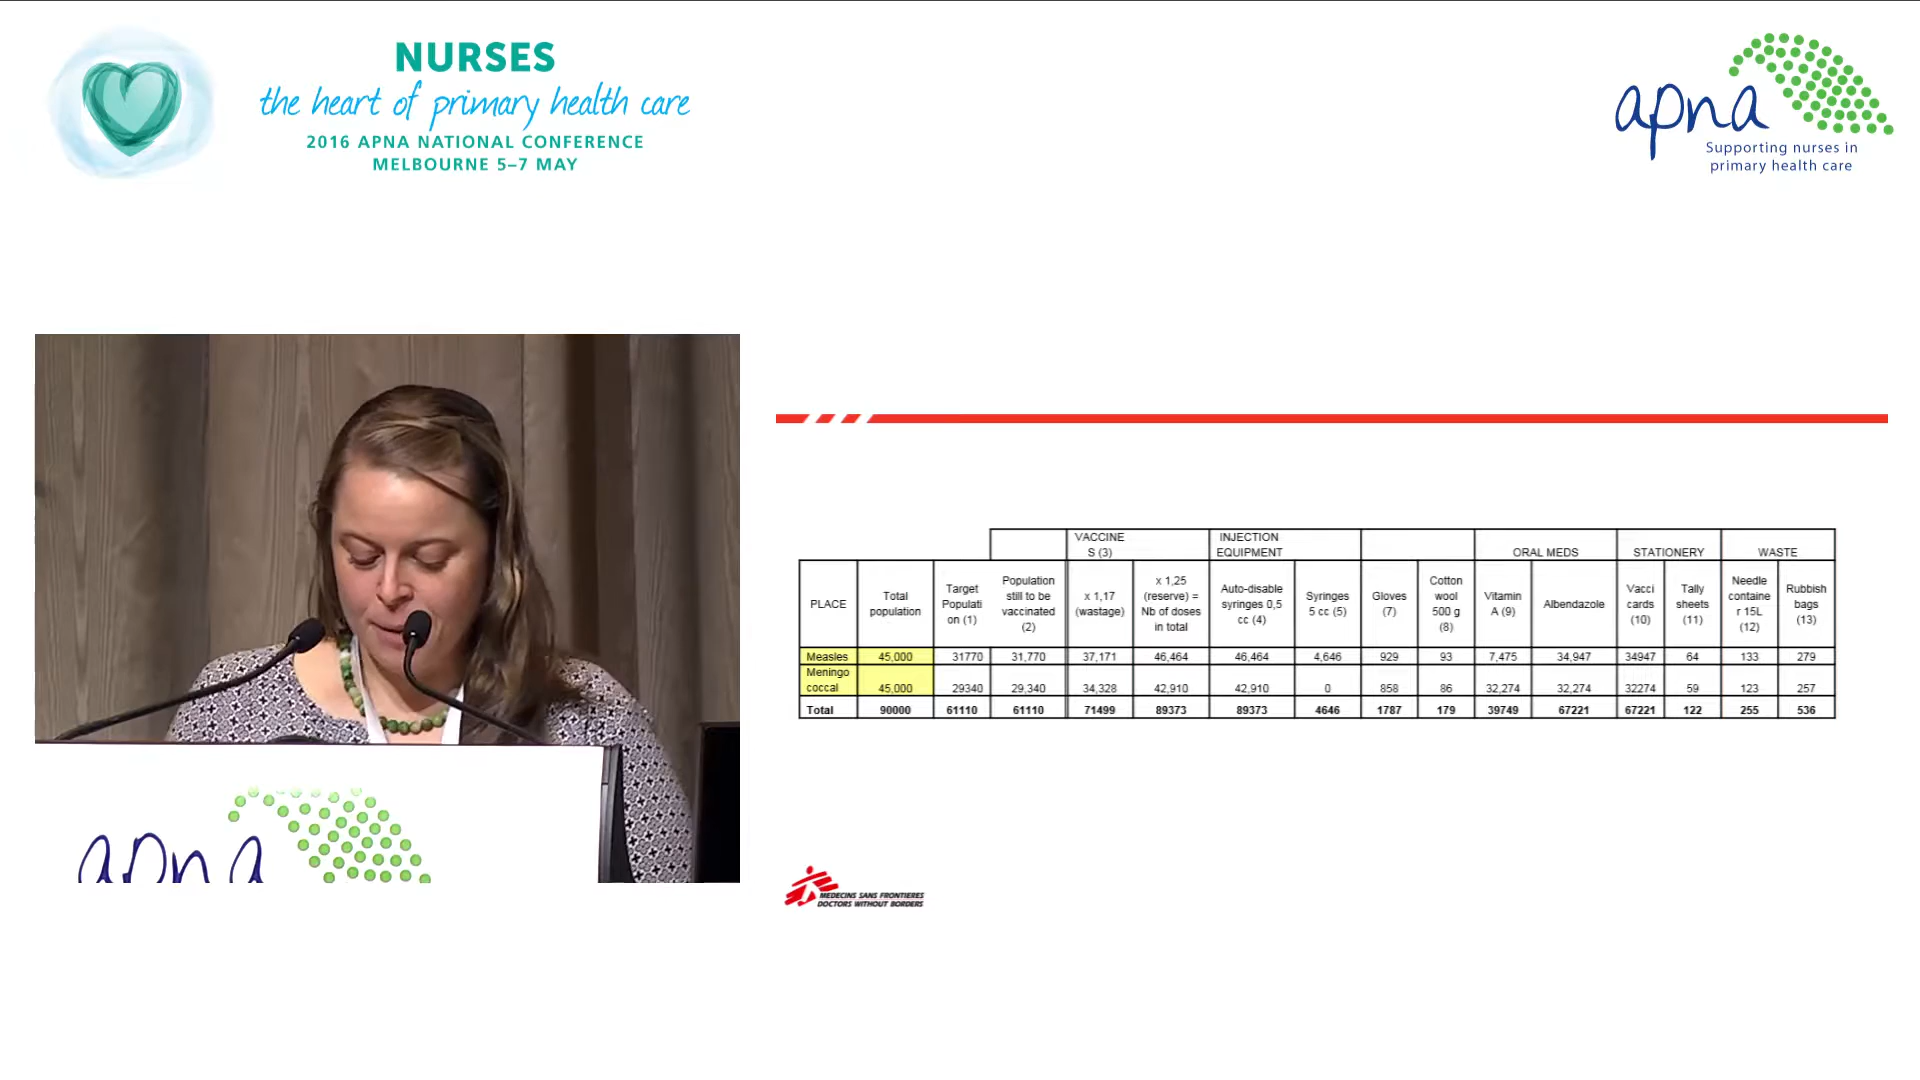 NURSES
the heart of primary health care
2016 APNA NATIONAL CONFERENCE
MELBOURNE 5–7 MAY
apna
Supporting nurses in
primary health care
VACCINE
S (3)
INJECTION
EQUIPMENT
ORAL MEDS
STATIONERY
WASTE
PLACE
Total
population
Target
Populati
on (1)
Population
still to be
vaccinated
(2)
x 1,17
(wastage)
x 1,25
(reserve) =
Nb of doses
in total
Auto-disable
syringes 0,5
cc (4)
Syringes
5 cc (5)
Gloves
(7)
Cotton
wool
500 g
(8)
Vitamin
A (9)
Albendazole
Vacci
cards
(10)
Tally
sheets
(11)
Needle
containe
r 15L
(12)
Rubbish
bags
(13)
Measles 45,000 31770 31,770 37,171 46,464 46,464 4,646 929 93 7,475 34,947 34947 64 133 279
Meningo
coccal 45,000 29340 29,340 34,328 42,910 42,910 0 858 86 32,274 32,274 32274 59 123 257
Total 90000 61110 61110 71499 89373 89373 4646 1787 179 39749 67221 67221 122 255 536
apna
MEDECINS SANS FRONTIERES
DOCTORS WITHOUT BORDERS